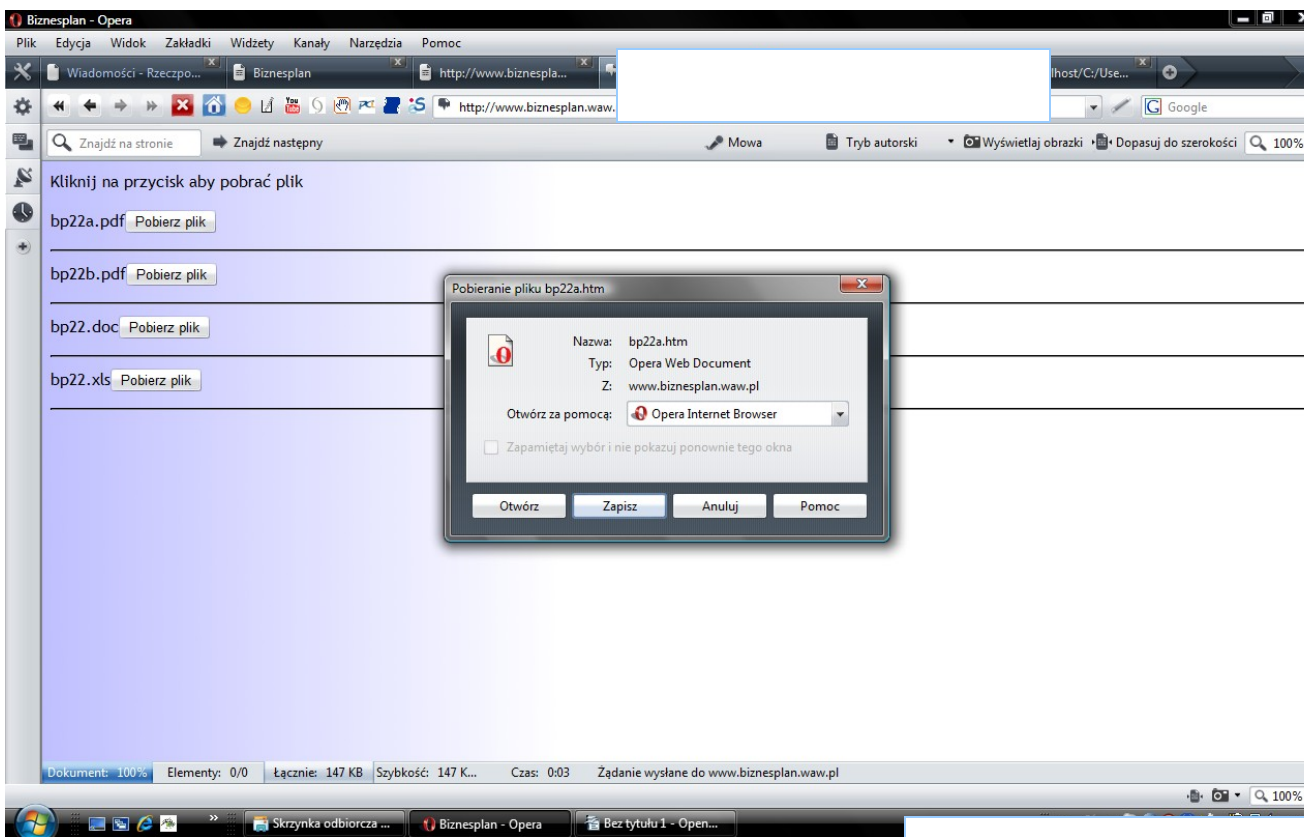 Biznesplan - Opera
Plik Edycja Widok Zakładki Widżety Kanały Narzędzia Pomoc
Wiadomości - Rzeczpo... Biznesplan http://www.biznespla... lhost/C:/Use...
http://www.biznesplan.waw. Google
Znajdź na stronie Znajdź następny Mowa Tryb autorski Wyświetlaj obrazki Dopasuj do szerokości 100%
Kliknij na przycisk aby pobrać plik
bp22a.pdf Pobierz plik
bp22b.pdf Pobierz plik
bp22.doc Pobierz plik
bp22.xls Pobierz plik
Pobieranie pliku bp22a.htm
Nazwa: bp22a.htm
Typ: Opera Web Document
Z: www.biznesplan.waw.pl
Otwórz za pomocą: Opera Internet Browser
Zapamiętaj wybór i nie pokazuj ponownie tego okna
Otwórz Zapisz Anuluj Pomoc
Dokument: 100% Elementy: 0/0 Łącznie: 147 KB Szybkość: 147 K... Czas: 0:03 Żądanie wysłane do www.biznesplan.waw.pl
100%
Skrzynka odbiorcza ... Biznesplan - Opera Bez tytułu 1 - Open...